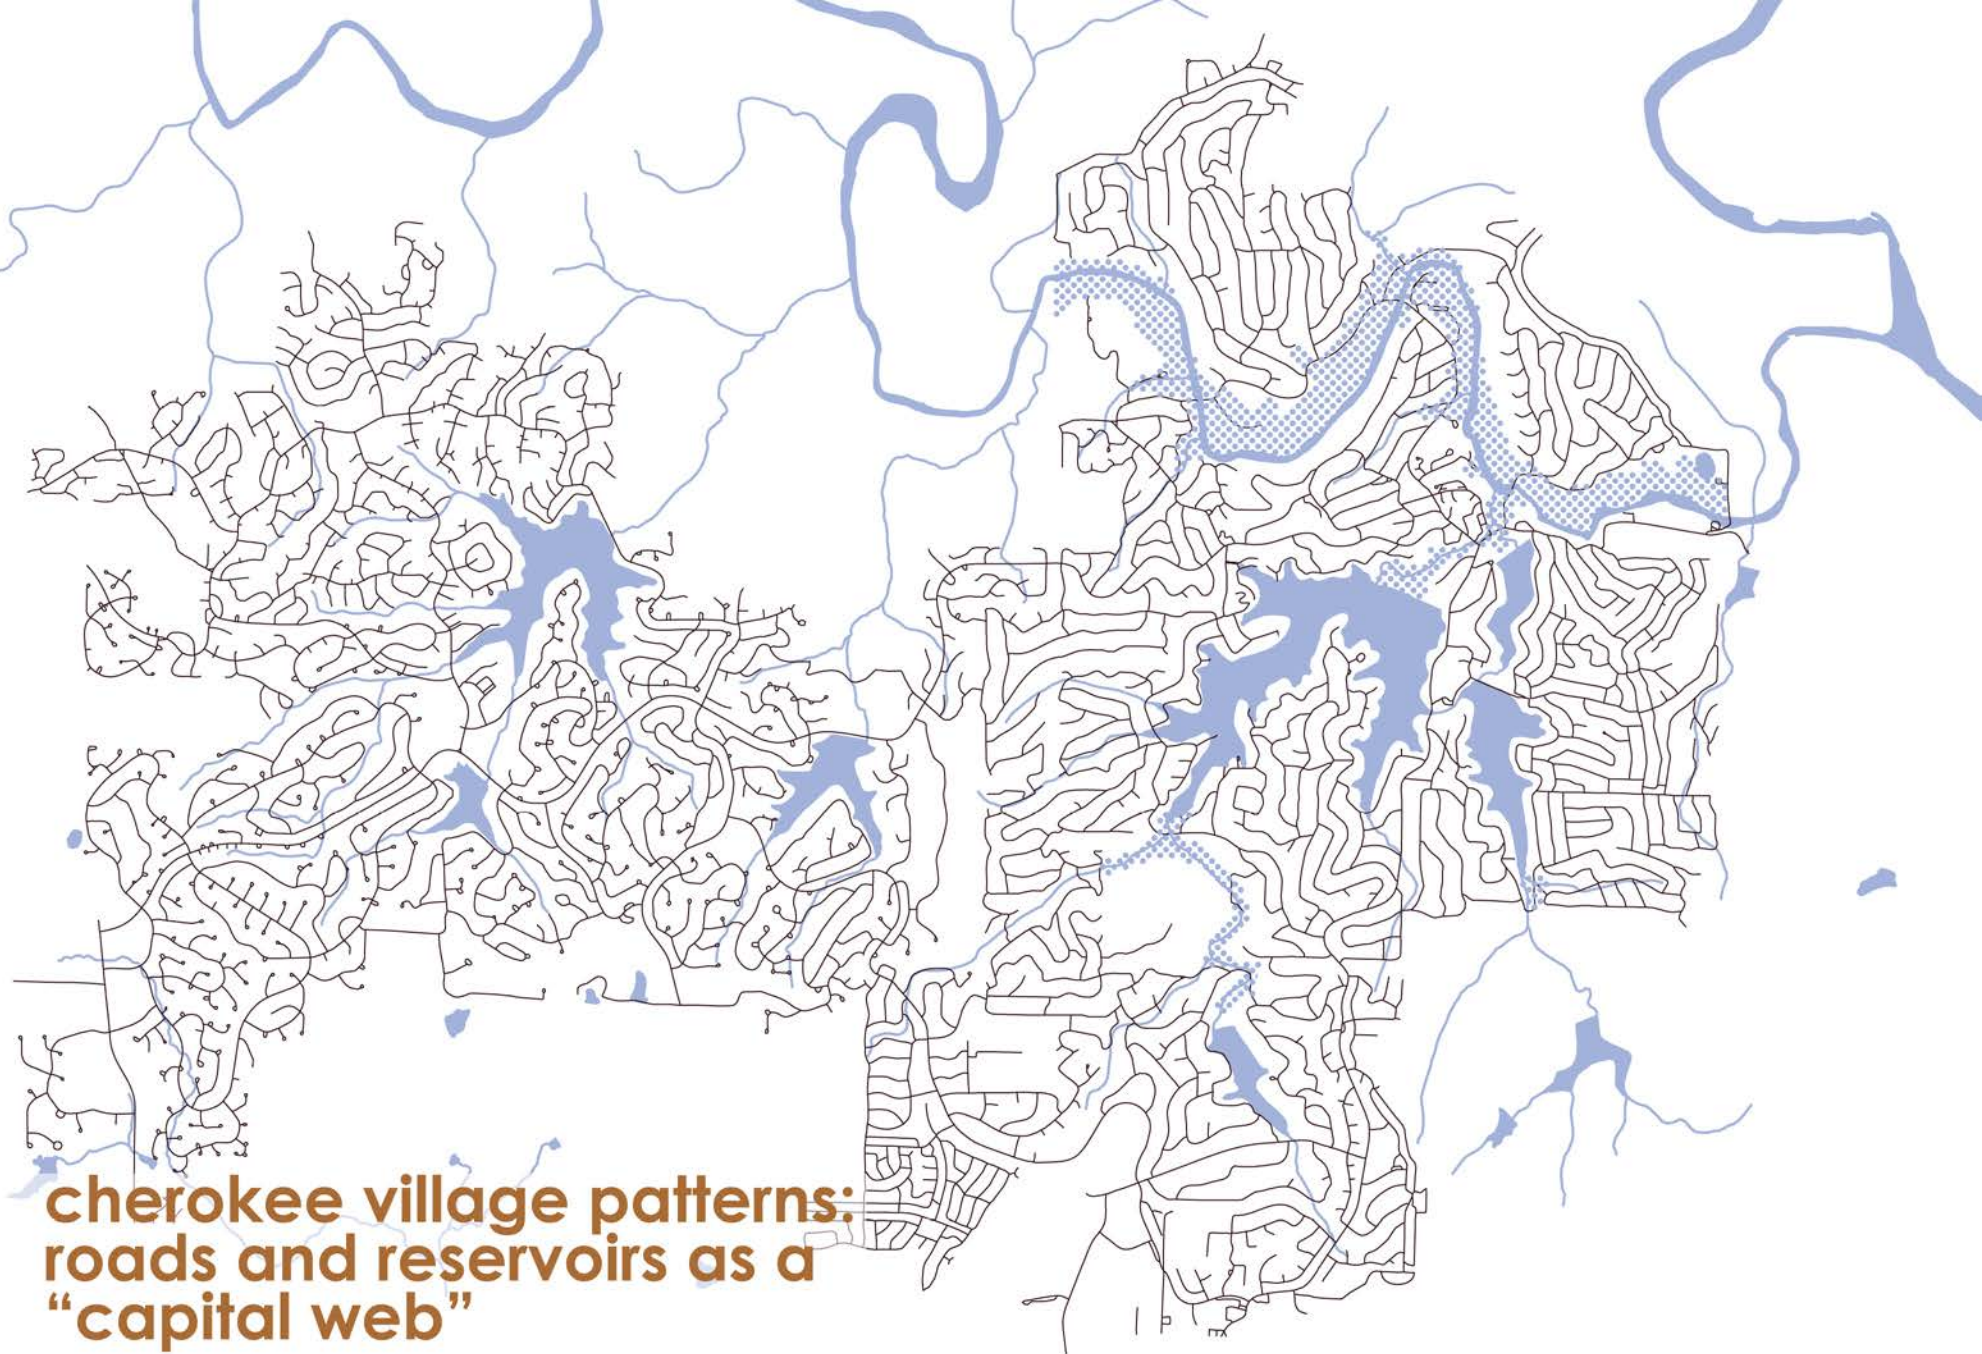 cherokee village patterns:
roads and reservoirs as a
“capital web”